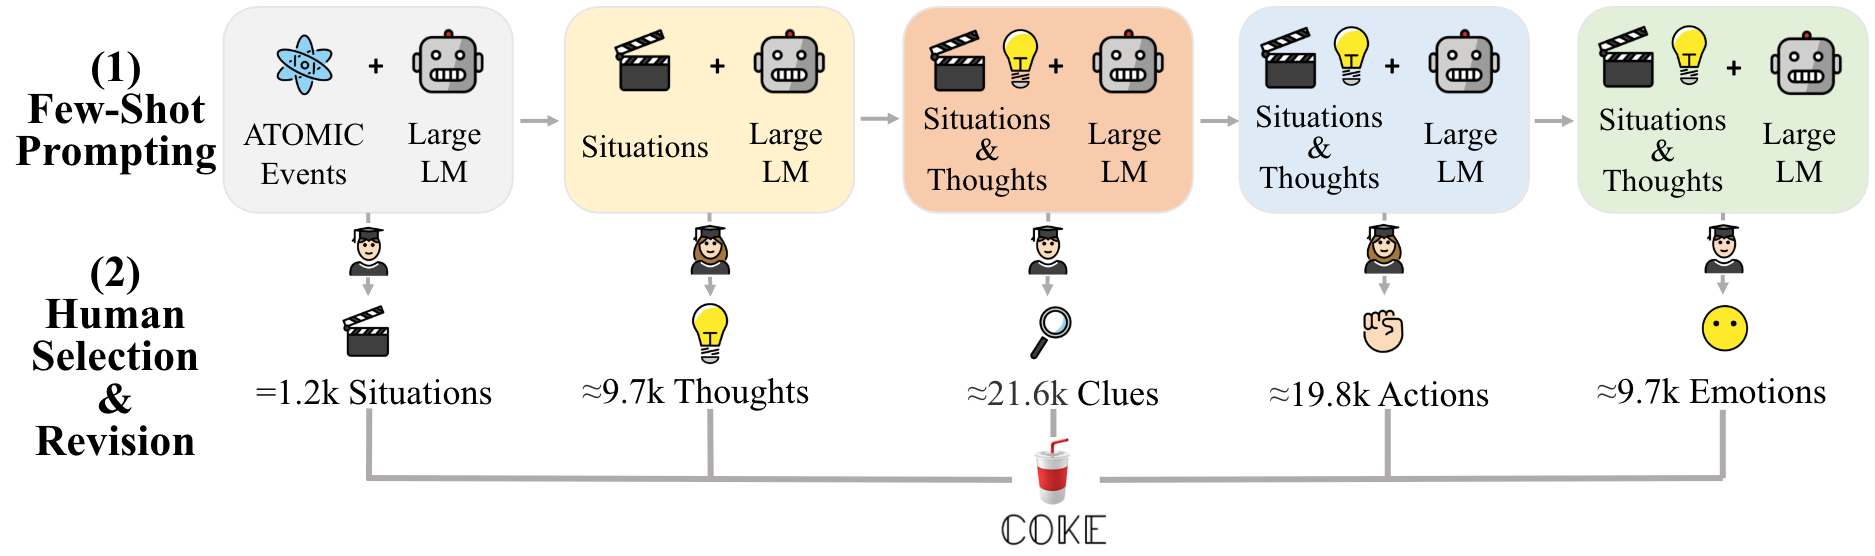 (1)
Few-Shot
Prompting
+
ATOMIC
Events
Large
LM
+
Situations
Large
LM
+
Situations
&
Thoughts
Large
LM
+
Situations
&
Thoughts
Large
LM
+
Situations
&
Thoughts
Large
LM
(2)
Human
Selection
&
Revision
=1.2k Situations
≈9.7k Thoughts
≈21.6k Clues
≈19.8k Actions
≈9.7k Emotions
COKE